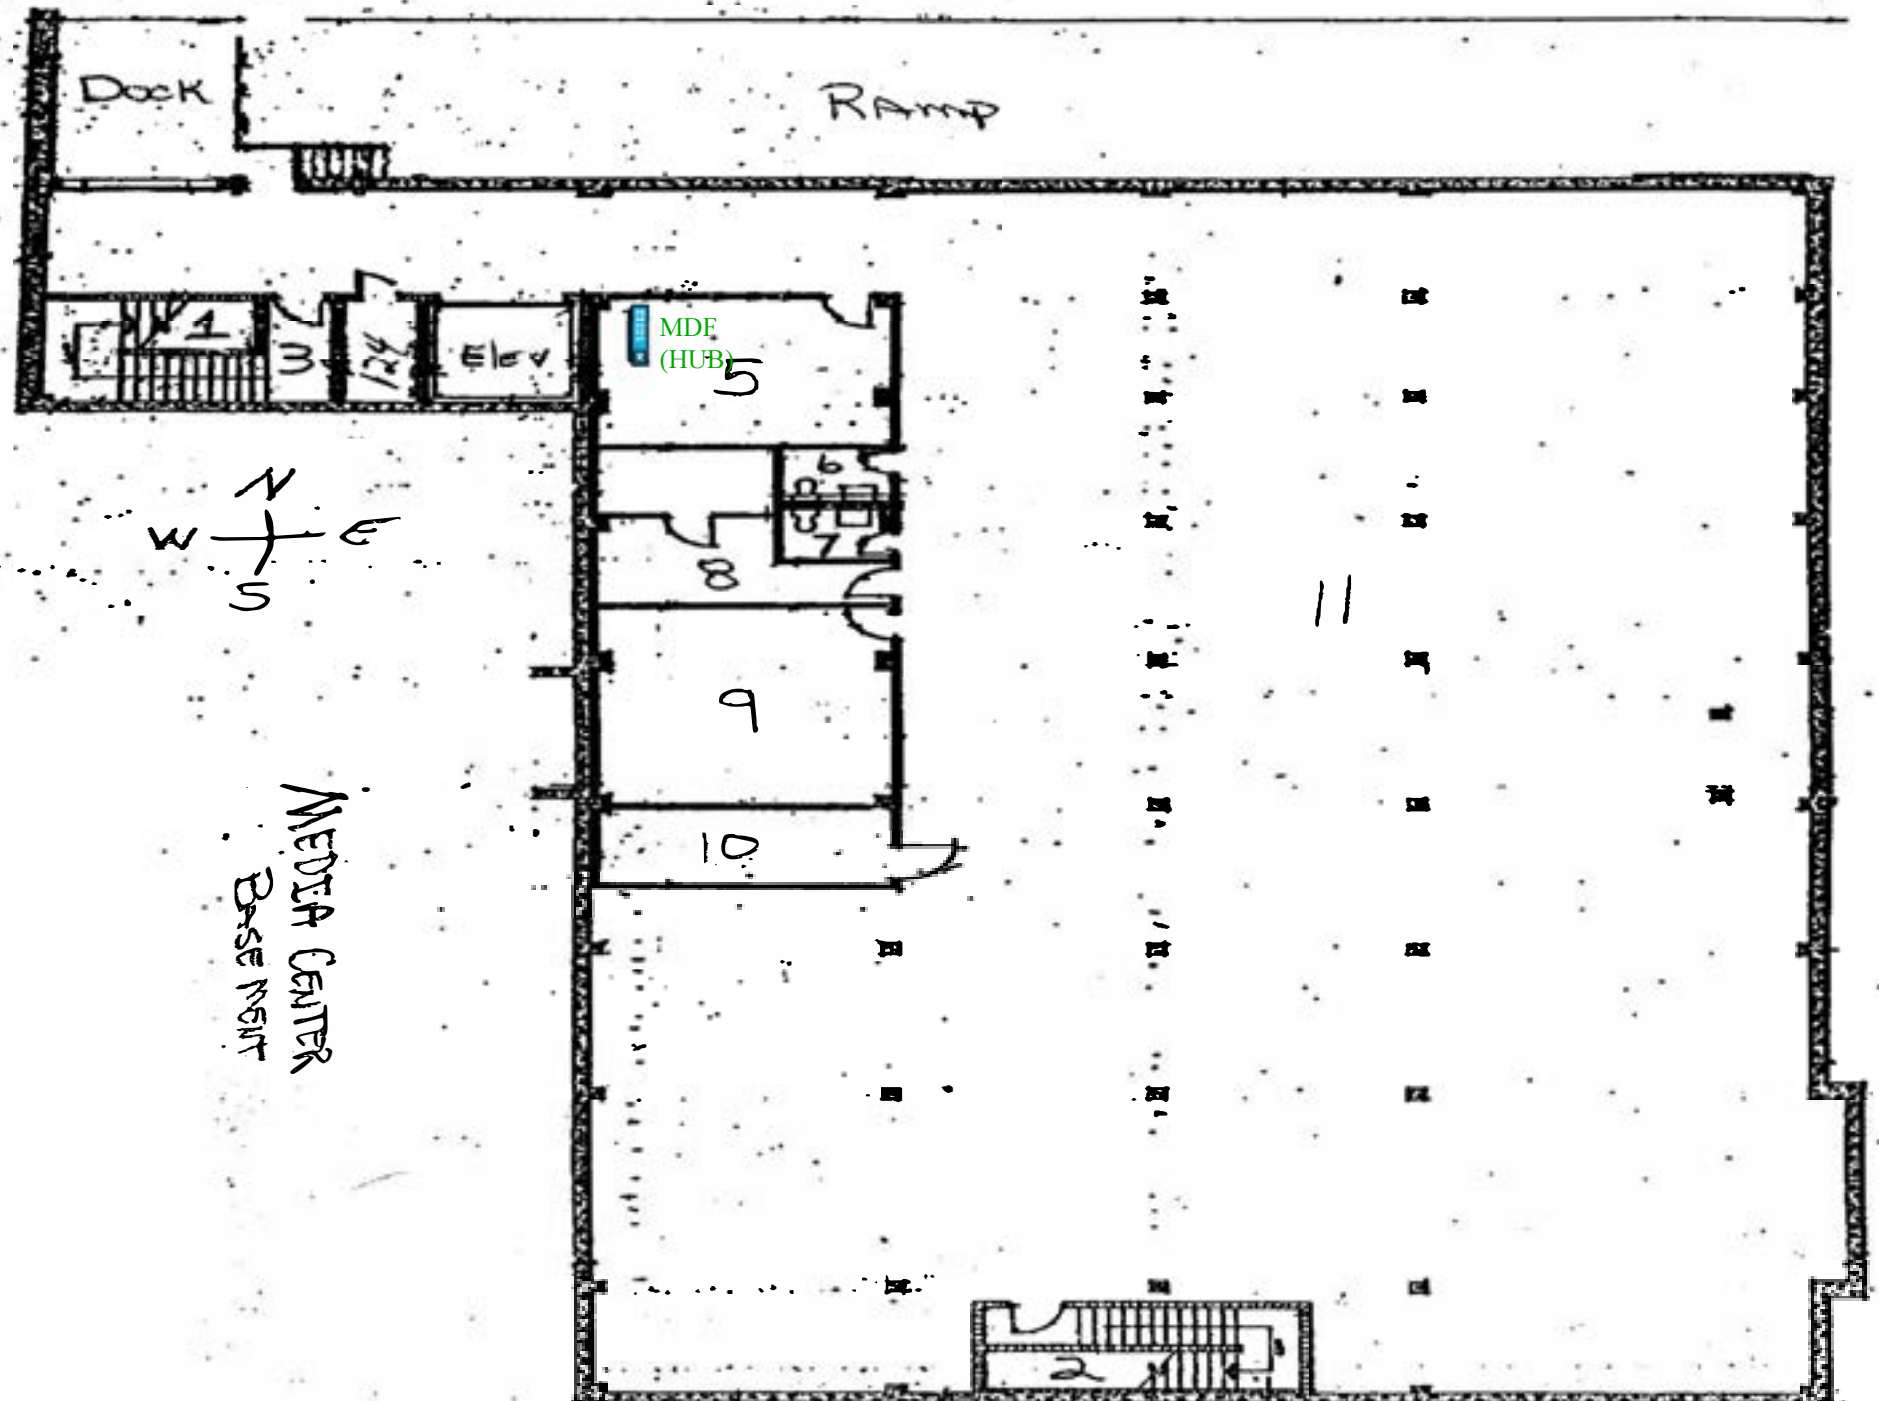 Dock
RAmp
1
3
124
Elev
MDF
(HUB)
5
6
7
8
N
W
E
S
11
9
10
MEDIA CENTER
BASEMENT
2